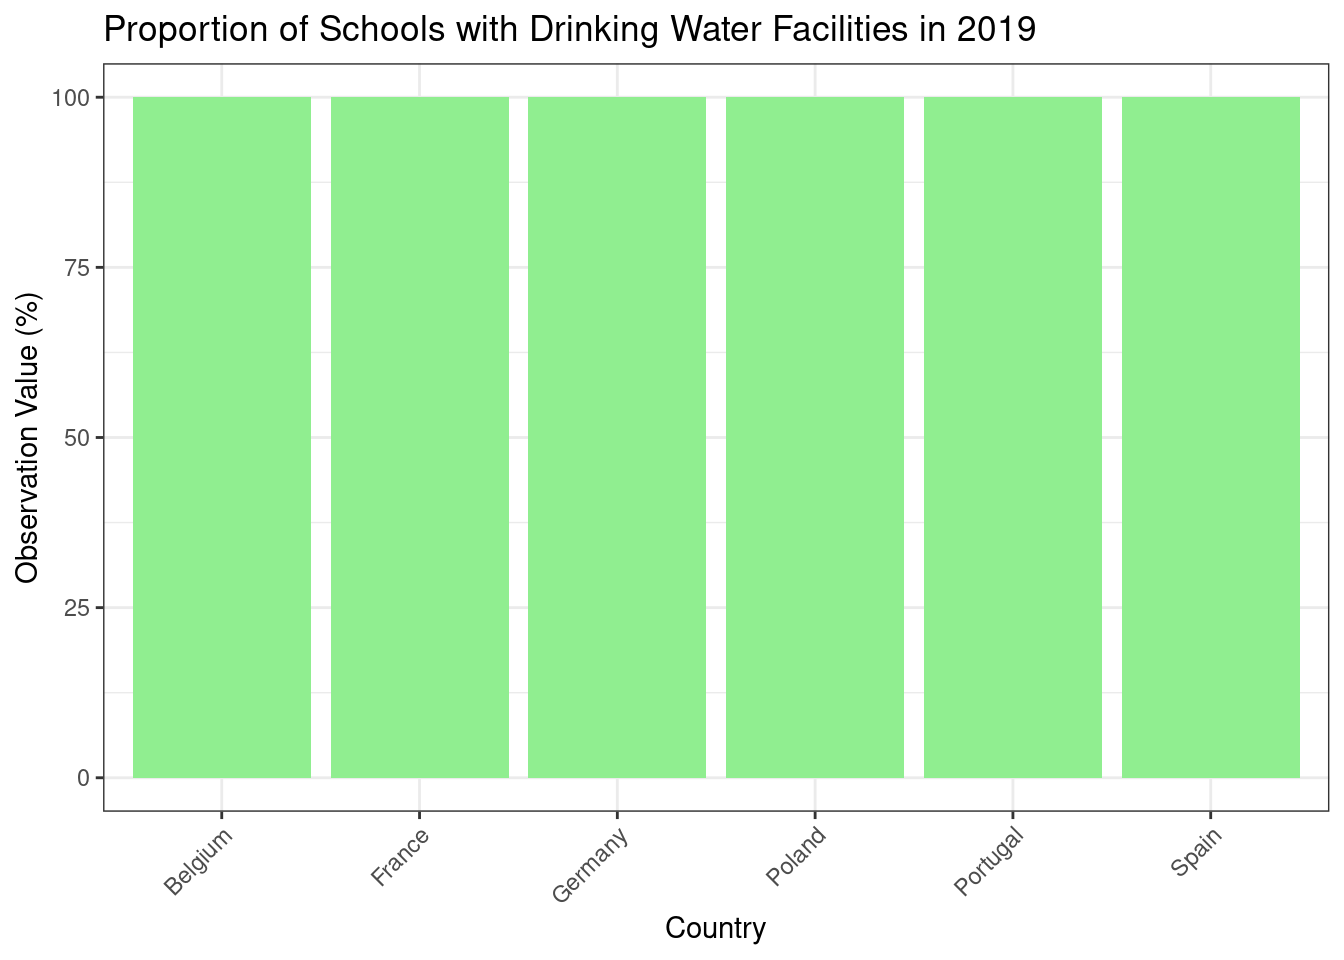 Proportion of Schools with Drinking Water Facilities in 2019
Observation Value (%)
100
75
50
25
0
Belgium
France
Germany
Poland
Portugal
Spain
Country